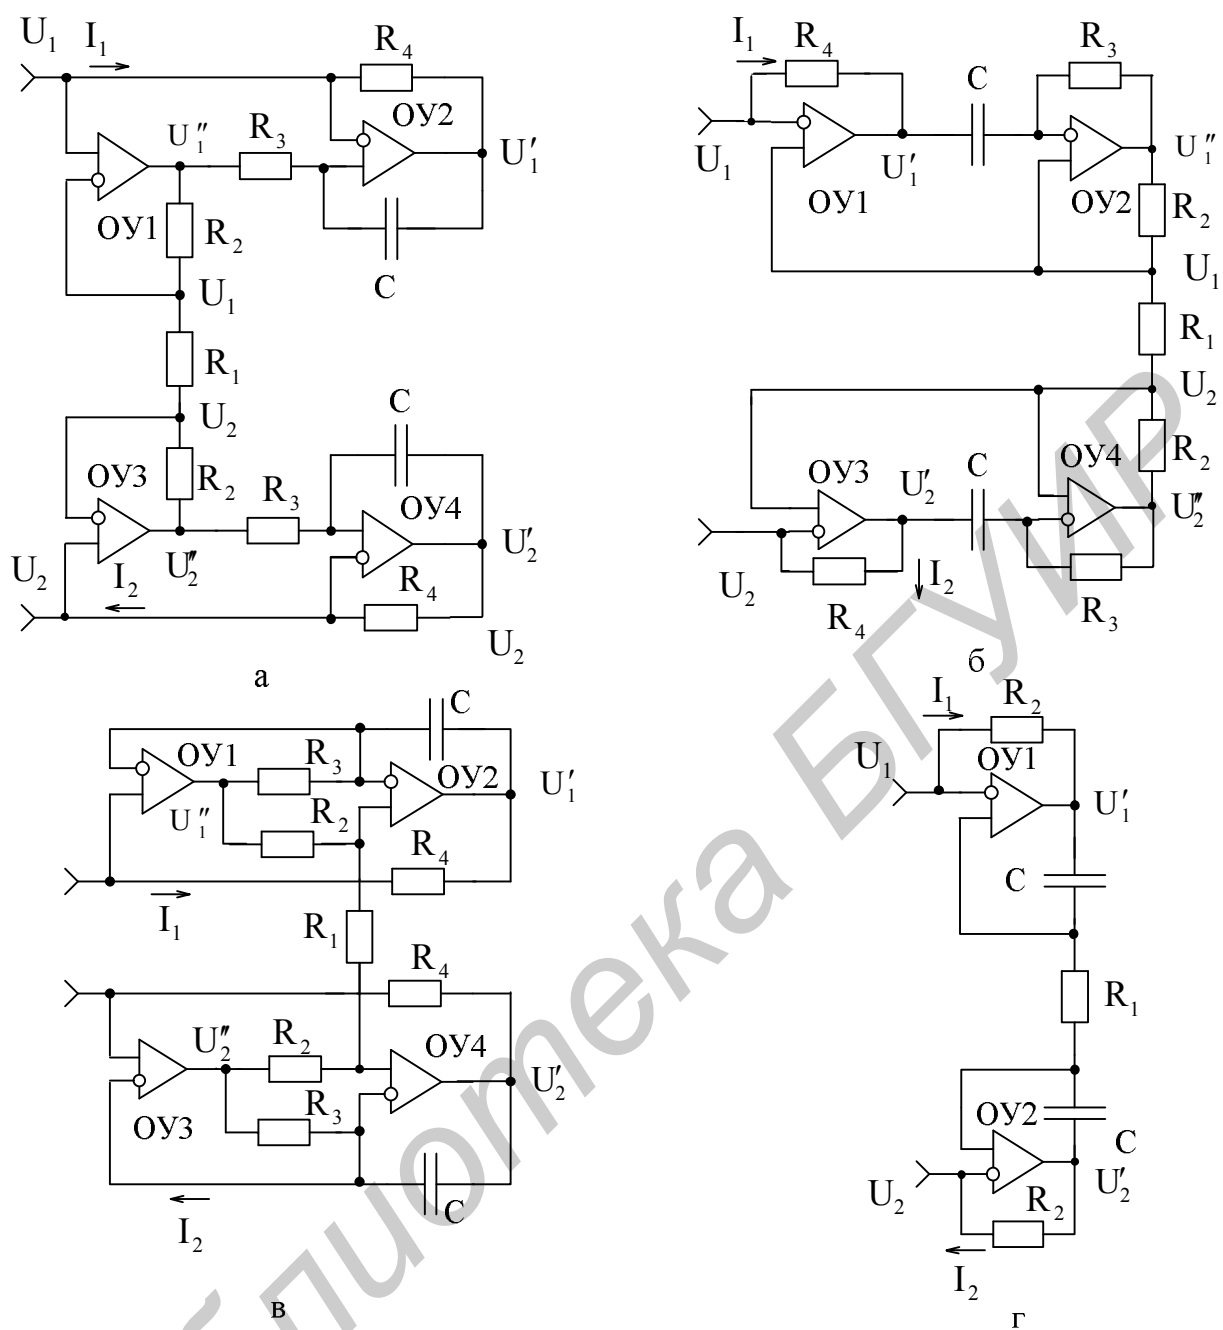 U₁ I₁ R₄
ОУ2
U₁″ R₃ U₁′
ОУ1 R₂
C
U₁
R₁
U₂
C
ОУ3
R₂ R₃ ОУ4
U₂″ U₂′
U₂ I₂ R₄
U₂
а
I₁ R₄ R₃
C
U₁ U₁′ U₁″
ОУ1 ОУ2 R₂
U₁
R₁
U₂
R₂
ОУ3 U₂′ C ОУ4
U₂″
U₂ I₂
R₄ R₃
б
C
ОУ1 R₃ ОУ2
U₁′
U₁″ R₂
R₄
I₁
R₁
R₄
U₂″ R₂ ОУ4
U₂′
ОУ3 R₃
C
I₂
в
I₁ R₂
U₁ ОУ1
U₁′
C
R₁
ОУ2
C
U₂ R₂ U₂′
I₂
г
блиотека БГУИР